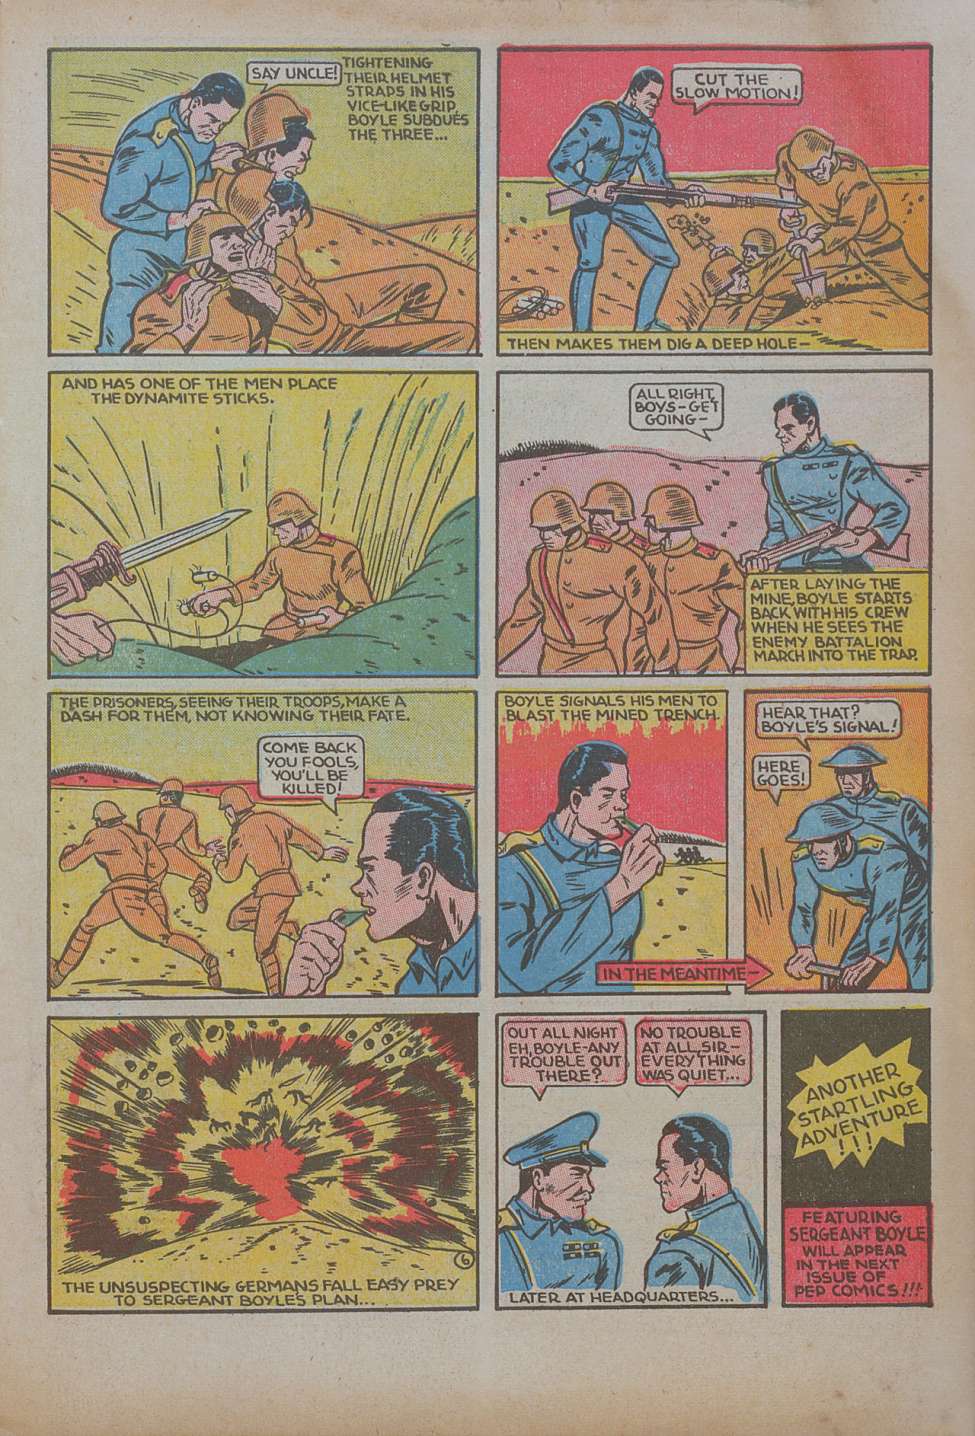 SAY UNCLE!
TIGHTENING
THEIR HELMET
STRAPS IN HIS
VICE-LIKE GRIP,
BOYLE SUBDUES
THE THREE...
CUT THE
SLOW MOTION!
THEN MAKES THEM DIG A DEEP HOLE-
AND HAS ONE OF THE MEN PLACE
THE DYNAMITE STICKS.
ALL RIGHT,
BOYS-GET
GOING-
AFTER LAYING THE
MINE, BOYLE STARTS
BACK WITH HIS CREW
WHEN HE SEES THE
ENEMY BATTALION
MARCH INTO THE TRAP.
THE PRISONERS, SEEING THEIR TROOPS, MAKE A
DASH FOR THEM, NOT KNOWING THEIR FATE.
COME BACK
YOU FOOLS,
YOU'LL BE
KILLED!
BOYLE SIGNALS HIS MEN TO
BLAST THE MINED TRENCH.
IN THE MEANTIME-
HEAR THAT?
BOYLE'S SIGNAL!
HERE
GOES!
6
THE UNSUSPECTING GERMANS FALL EASY PREY
TO SERGEANT BOYLE'S PLAN...
OUT ALL NIGHT
EH, BOYLE-ANY
TROUBLE OUT
THERE?
NO TROUBLE
AT ALL, SIR-
EVERYTHING
WAS QUIET...
LATER AT HEADQUARTERS...
ANOTHER
STARTLING
ADVENTURE
!!!
FEATURING
SERGEANT BOYLE
WILL APPEAR
IN THE NEXT
ISSUE OF
PEP COMICS!!!